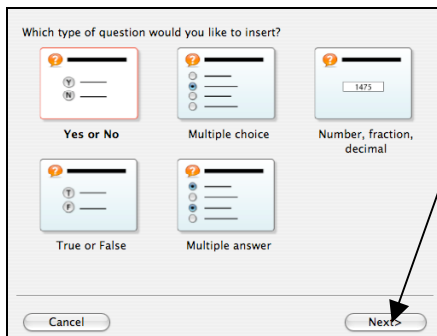 Which type of question would you like to insert?
?
Y
N
?
?
1475
Yes or No
Multiple choice
Number, fraction,
decimal
?
T
F
?
True or False
Multiple answer
Cancel
Next>